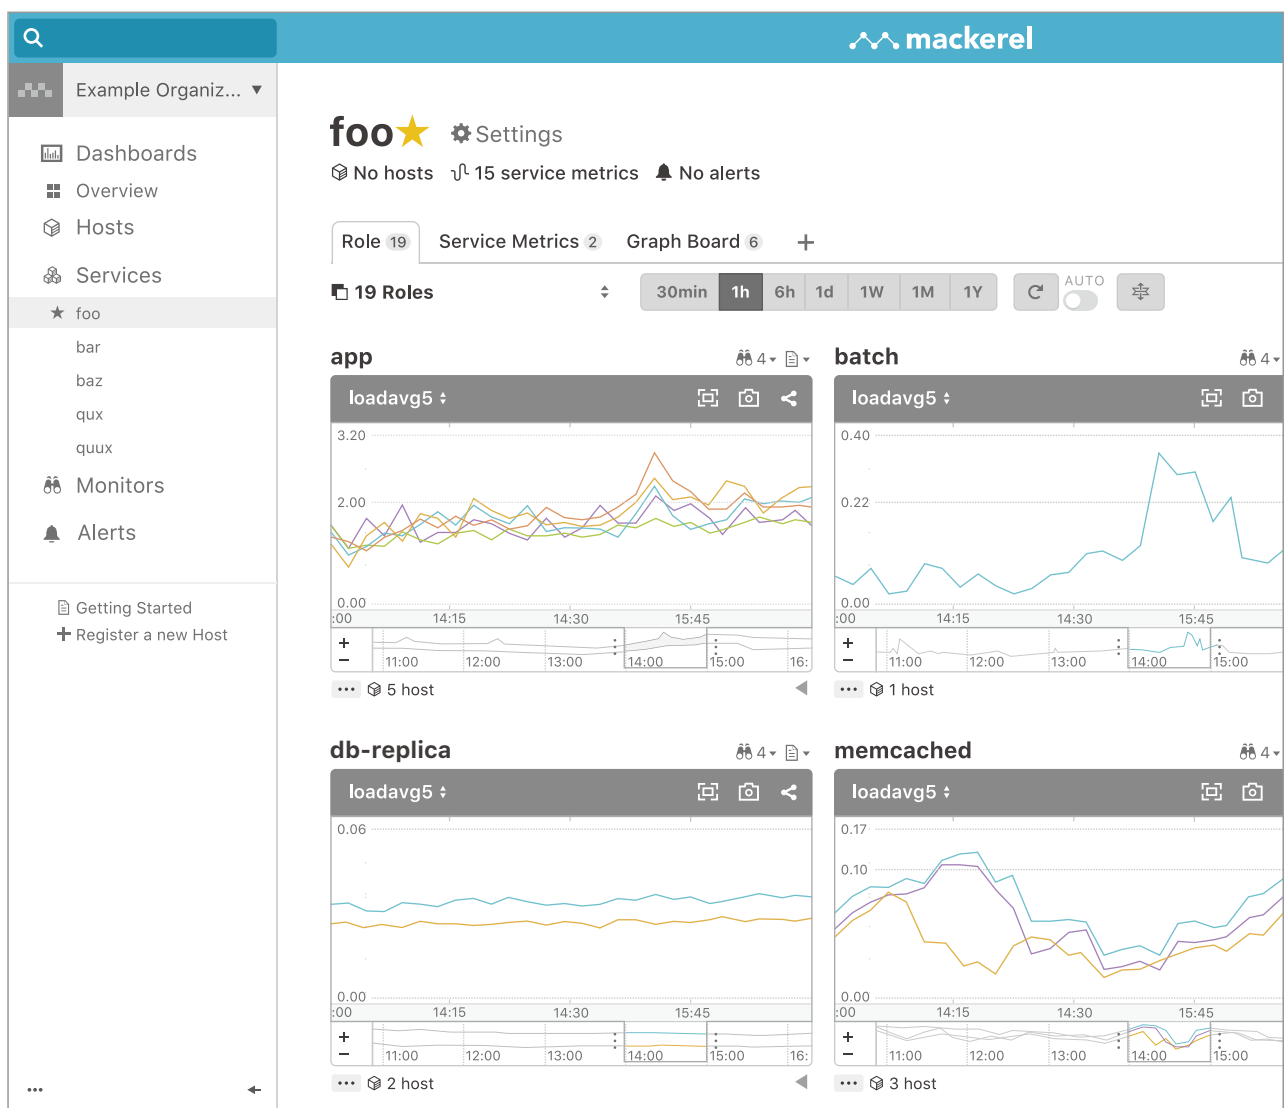 mackerel
Example Organiz... ▼
Dashboards
Overview
Hosts
Services
foo
bar
baz
qux
quux
Monitors
Alerts
Getting Started
Register a new Host
foo
Settings
No hosts 15 service metrics No alerts
Role 19 Service Metrics 2 Graph Board 6 +
19 Roles
30min 1h 6h 1d 1W 1M 1Y
AUTO
app 4
loadavg5
3.20
2.00
0.00
:00 14:15 14:30 15:45
+
−
11:00 12:00 13:00 14:00 15:00 16:
••• 5 host
batch 4
loadavg5
0.40
0.22
0.00
:00 14:15 14:30 15:45
+
−
11:00 12:00 13:00 14:00 15:00
••• 1 host
db-replica 4
loadavg5
0.06
0.00
:00 14:15 14:30 15:45
+
−
11:00 12:00 13:00 14:00 15:00 16:
••• 2 host
memcached 4
loadavg5
0.17
0.10
0.00
:00 14:15 14:30 15:45
+
−
11:00 12:00 13:00 14:00 15:00
••• 3 host
•••